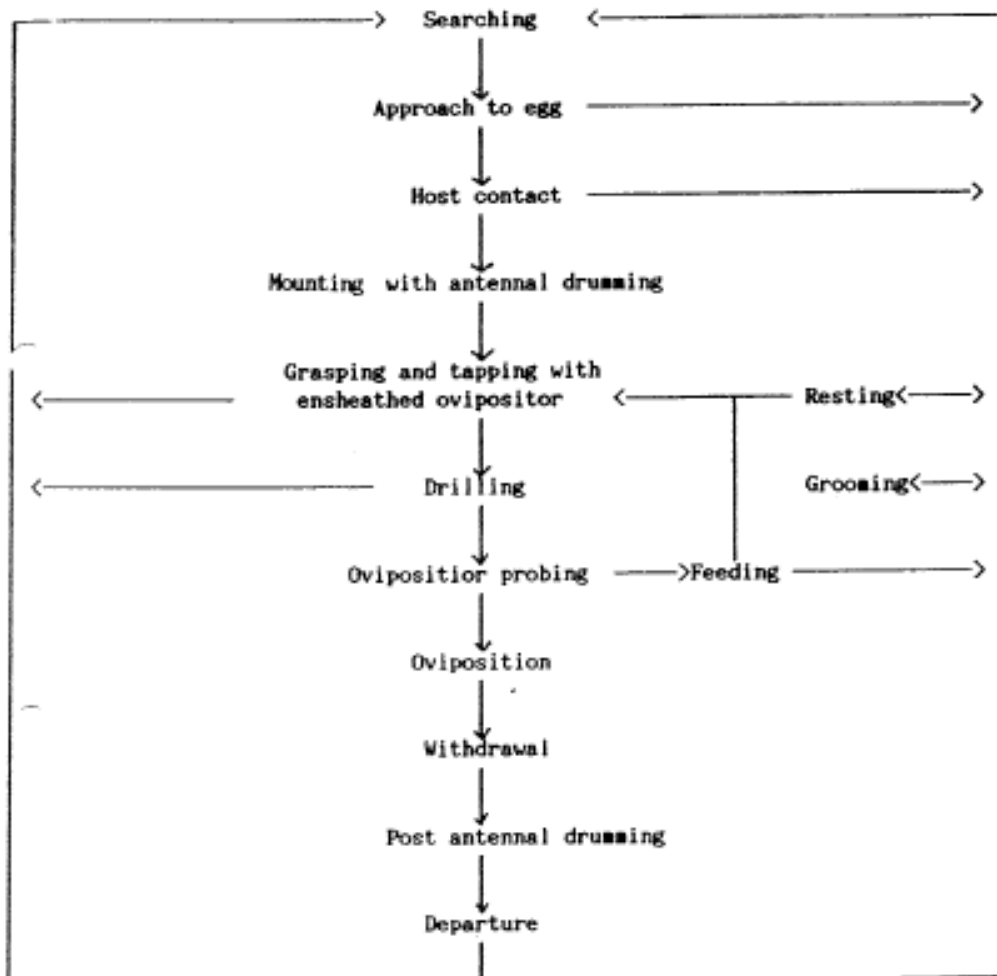 Searching
Approach to egg
Host contact
Mounting with antennal drumming
Grasping and tapping with
ensheathed ovipositor
Resting
Drilling
Grooming
Ovipositior probing
Feeding
Oviposition
Withdrawal
Post antennal drumming
Departure